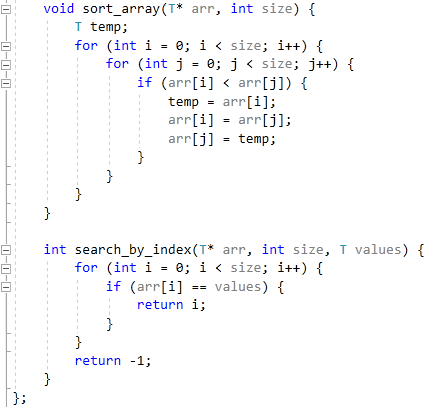 void sort_array(T* arr, int size) {
    T temp;
    for (int i = 0; i < size; i++) {
        for (int j = 0; j < size; j++) {
            if (arr[i] < arr[j]) {
                temp = arr[i];
                arr[i] = arr[j];
                arr[j] = temp;
            }
        }
    }
}

int search_by_index(T* arr, int size, T values) {
    for (int i = 0; i < size; i++) {
        if (arr[i] == values) {
            return i;
        }
    }
    return -1;
}
};